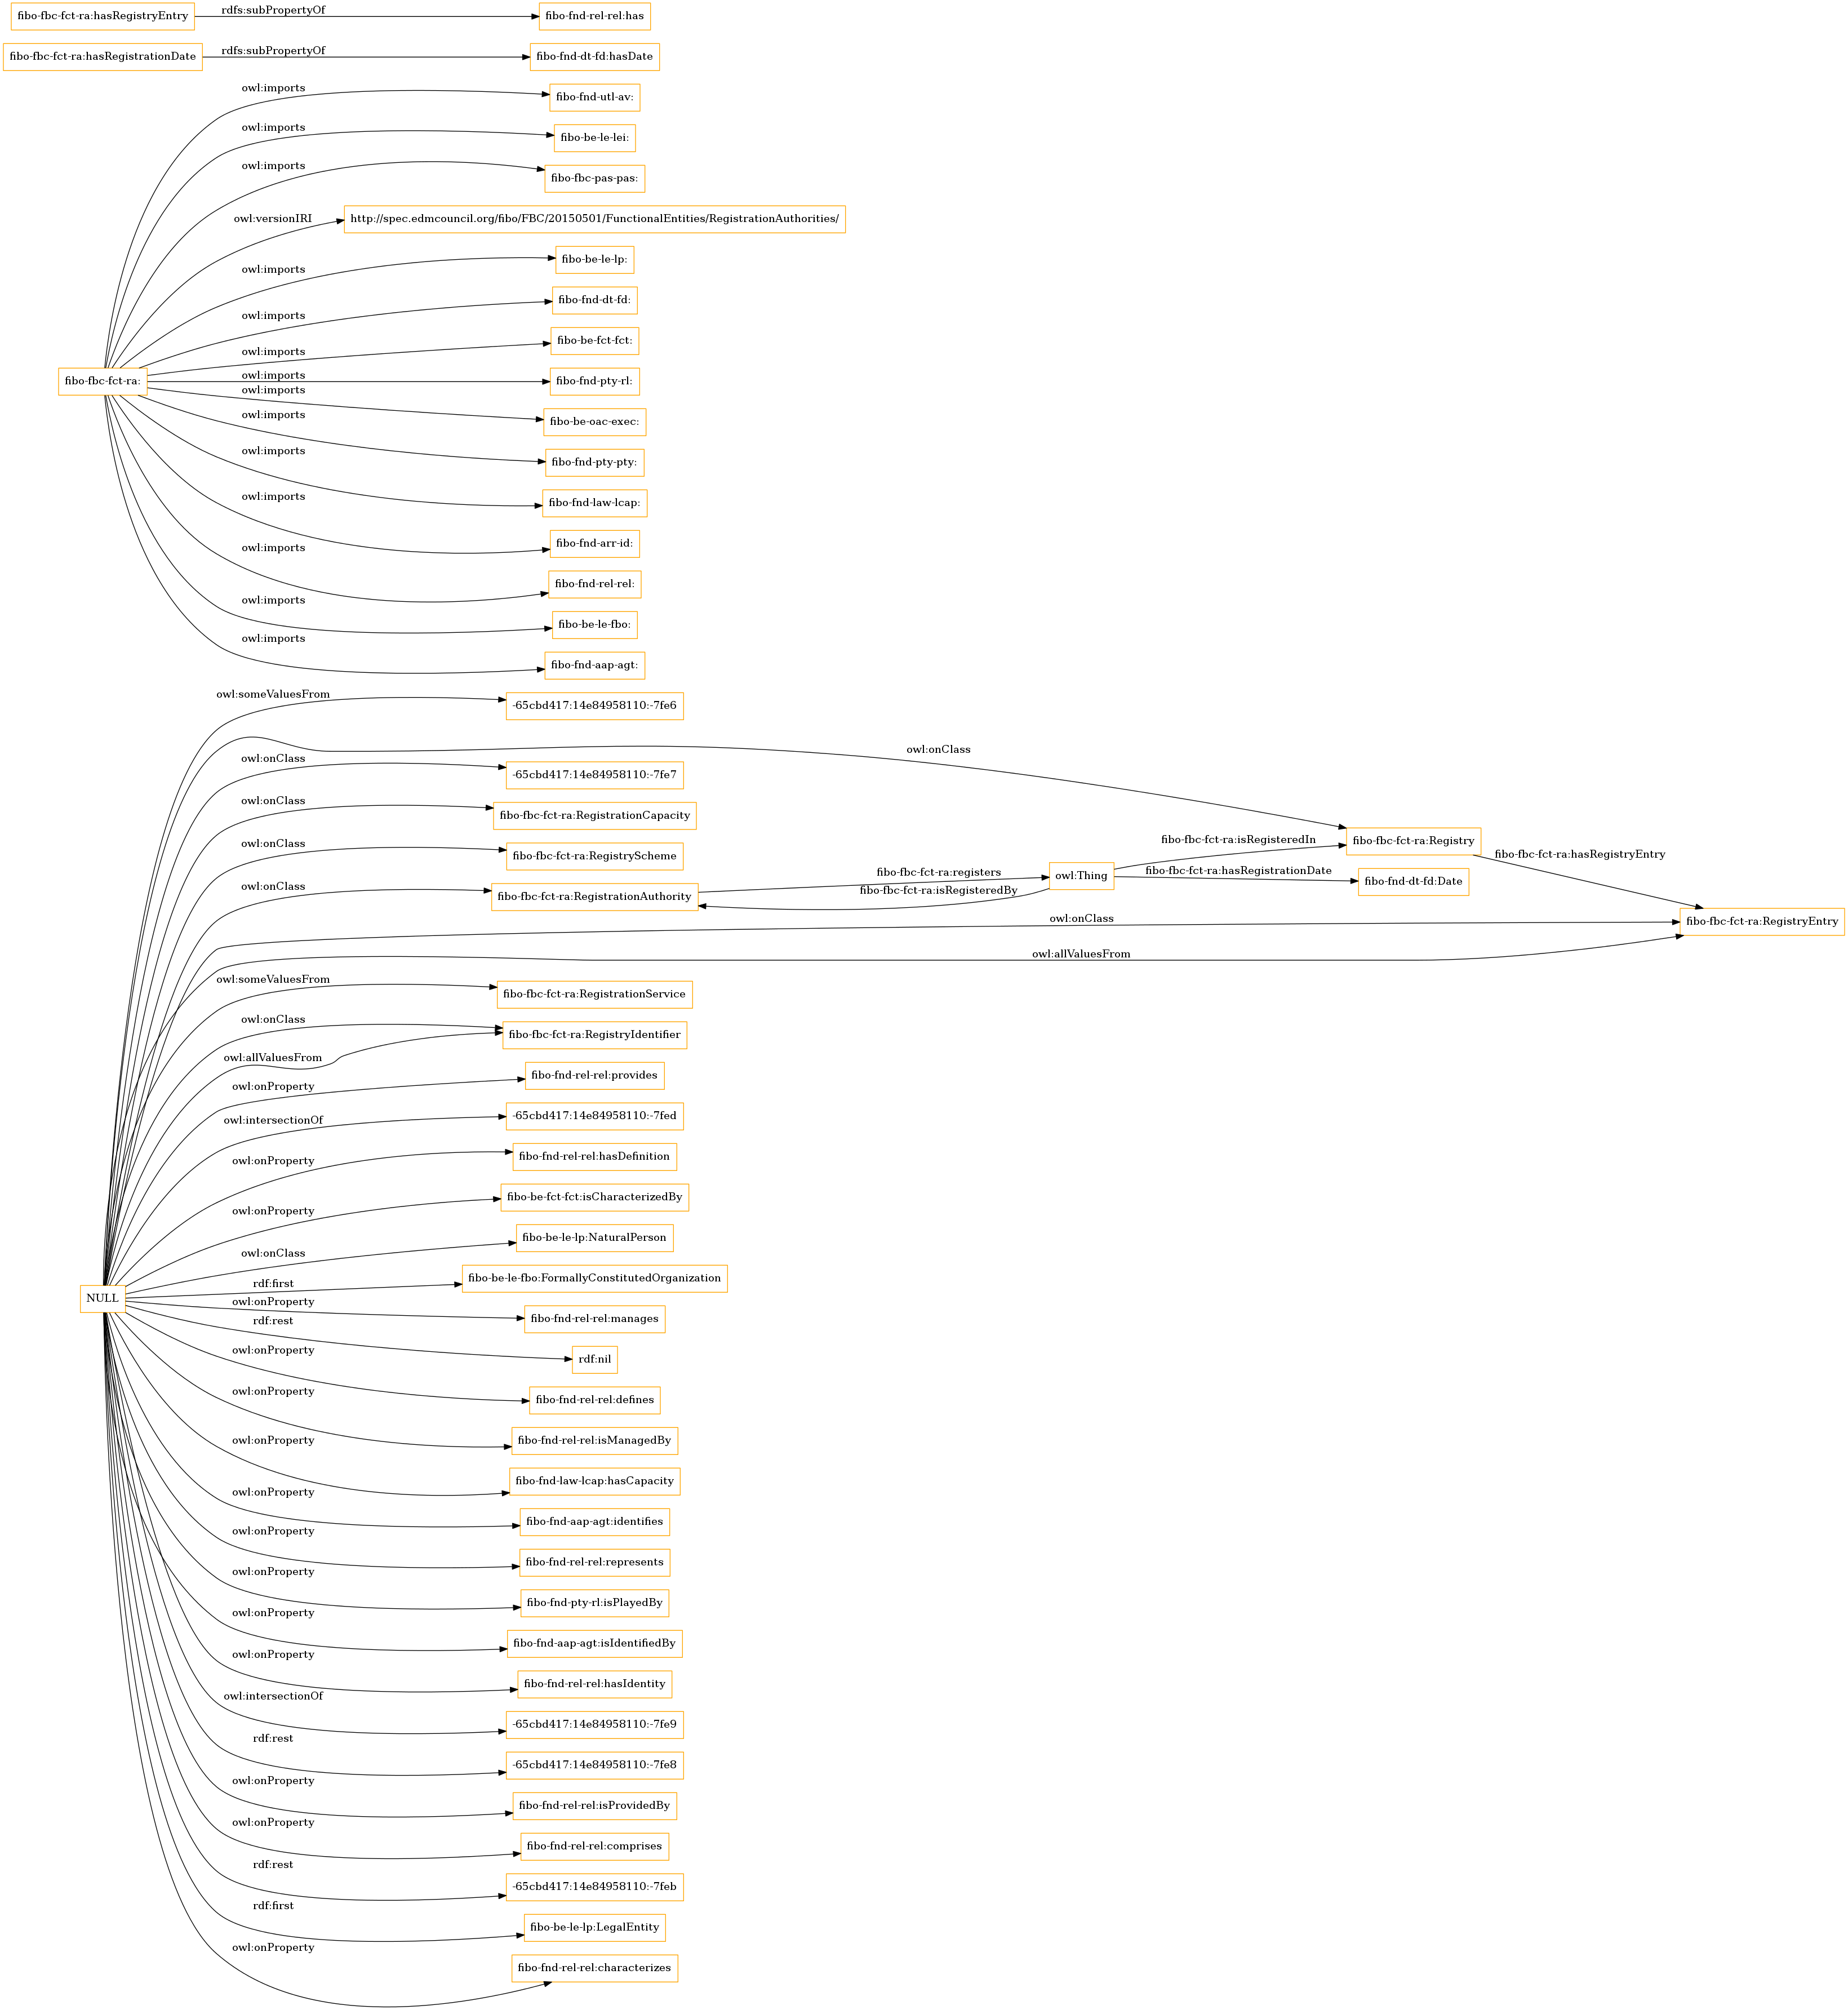 fibo-fbc-fct-ra:hasRegistryEntry
rdfs:subPropertyOf
fibo-fnd-rel-rel:has
fibo-fbc-fct-ra:hasRegistrationDate
rdfs:subPropertyOf
fibo-fnd-dt-fd:hasDate
owl:imports
fibo-fnd-utl-av:
owl:imports
fibo-be-le-lei:
owl:imports
fibo-fbc-pas-pas:
owl:versionIRI
http://spec.edmcouncil.org/fibo/FBC/20150501/FunctionalEntities/RegistrationAuthorities/
owl:imports
fibo-be-le-lp:
owl:imports
fibo-fnd-dt-fd:
owl:imports
fibo-be-fct-fct:
fibo-fbc-fct-ra:
owl:imports
fibo-fnd-pty-rl:
owl:imports
fibo-be-oac-exec:
owl:imports
fibo-fnd-pty-pty:
owl:imports
fibo-fnd-law-lcap:
owl:imports
fibo-fnd-arr-id:
owl:imports
fibo-fnd-rel-rel:
owl:imports
fibo-be-le-fbo:
owl:imports
fibo-fnd-aap-agt:
owl:someValuesFrom
-65cbd417:14e84958110:-7fe6
owl:onClass
owl:onClass
-65cbd417:14e84958110:-7fe7
owl:onClass
fibo-fbc-fct-ra:RegistrationCapacity
fibo-fbc-fct-ra:isRegisteredIn
fibo-fbc-fct-ra:Registry
owl:onClass
fibo-fbc-fct-ra:RegistryScheme
fibo-fbc-fct-ra:hasRegistryEntry
owl:onClass
fibo-fbc-fct-ra:RegistrationAuthority
fibo-fbc-fct-ra:registers
fibo-fbc-fct-ra:isRegisteredBy
owl:Thing
fibo-fbc-fct-ra:hasRegistrationDate
fibo-fnd-dt-fd:Date
owl:onClass
fibo-fbc-fct-ra:RegistryEntry
owl:allValuesFrom
owl:someValuesFrom
fibo-fbc-fct-ra:RegistrationService
owl:onClass
fibo-fbc-fct-ra:RegistryIdentifier
owl:allValuesFrom
owl:onProperty
fibo-fnd-rel-rel:provides
owl:intersectionOf
-65cbd417:14e84958110:-7fed
owl:onProperty
fibo-fnd-rel-rel:hasDefinition
owl:onProperty
fibo-be-fct-fct:isCharacterizedBy
owl:onClass
fibo-be-le-lp:NaturalPerson
NULL
rdf:first
fibo-be-le-fbo:FormallyConstitutedOrganization
owl:onProperty
fibo-fnd-rel-rel:manages
rdf:rest
rdf:nil
owl:onProperty
fibo-fnd-rel-rel:defines
owl:onProperty
fibo-fnd-rel-rel:isManagedBy
owl:onProperty
fibo-fnd-law-lcap:hasCapacity
owl:onProperty
fibo-fnd-aap-agt:identifies
owl:onProperty
fibo-fnd-rel-rel:represents
owl:onProperty
fibo-fnd-pty-rl:isPlayedBy
owl:onProperty
fibo-fnd-aap-agt:isIdentifiedBy
owl:onProperty
fibo-fnd-rel-rel:hasIdentity
owl:intersectionOf
-65cbd417:14e84958110:-7fe9
rdf:rest
-65cbd417:14e84958110:-7fe8
owl:onProperty
fibo-fnd-rel-rel:isProvidedBy
owl:onProperty
fibo-fnd-rel-rel:comprises
rdf:rest
-65cbd417:14e84958110:-7feb
rdf:first
fibo-be-le-lp:LegalEntity
owl:onProperty
fibo-fnd-rel-rel:characterizes